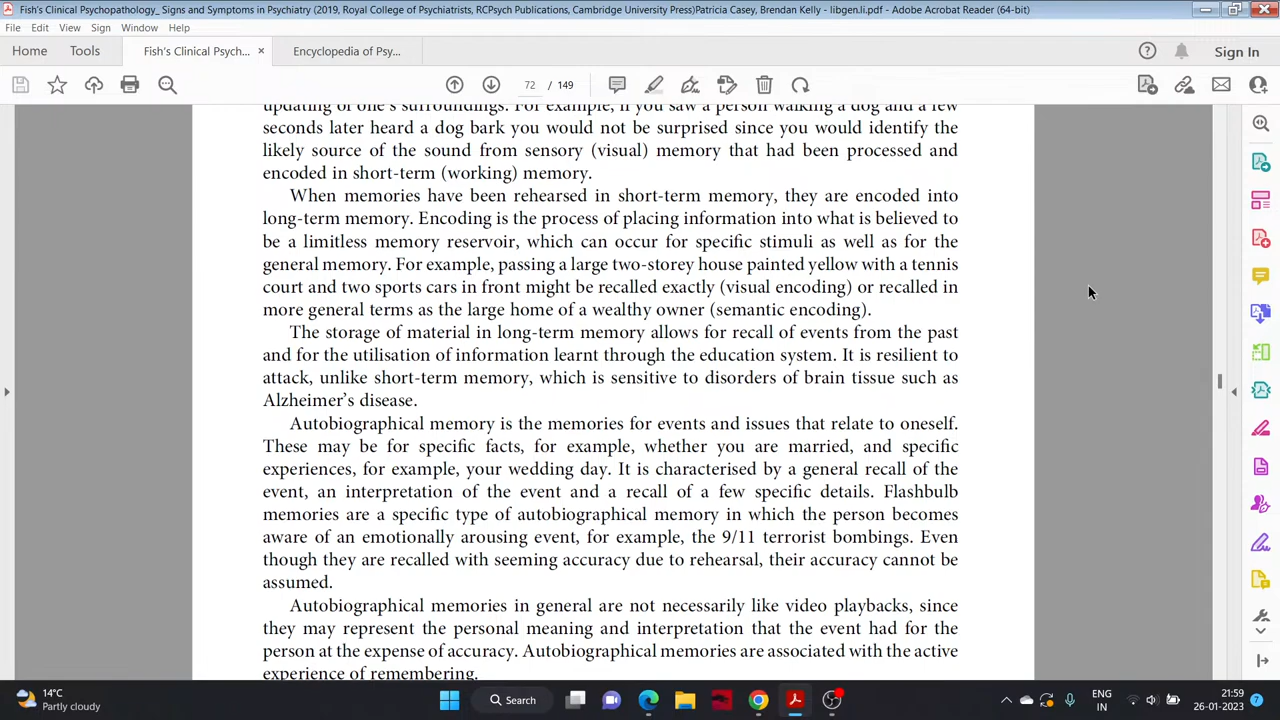 Fish's Clinical Psychopathology_ Signs and Symptoms in Psychiatry (2019, Royal College of Psychiatrists, RCPsych Publications, Cambridge University Press)Patricia Casey, Brendan Kelly - libgen.li.pdf - Adobe Acrobat Reader (64-bit)
File Edit View Sign Window Help
Home Tools Fish's Clinical Psych... × Encyclopedia of Psy... Sign In
72 / 149
updating of one's surroundings. For example, if you saw a person walking a dog and a few
seconds later heard a dog bark you would not be surprised since you would identify the
likely source of the sound from sensory (visual) memory that had been processed and
encoded in short-term (working) memory.
When memories have been rehearsed in short-term memory, they are encoded into
long-term memory. Encoding is the process of placing information into what is believed to
be a limitless memory reservoir, which can occur for specific stimuli as well as for the
general memory. For example, passing a large two-storey house painted yellow with a tennis
court and two sports cars in front might be recalled exactly (visual encoding) or recalled in
more general terms as the large home of a wealthy owner (semantic encoding).
The storage of material in long-term memory allows for recall of events from the past
and for the utilisation of information learnt through the education system. It is resilient to
attack, unlike short-term memory, which is sensitive to disorders of brain tissue such as
Alzheimer's disease.
Autobiographical memory is the memories for events and issues that relate to oneself.
These may be for specific facts, for example, whether you are married, and specific
experiences, for example, your wedding day. It is characterised by a general recall of the
event, an interpretation of the event and a recall of a few specific details. Flashbulb
memories are a specific type of autobiographical memory in which the person becomes
aware of an emotionally arousing event, for example, the 9/11 terrorist bombings. Even
though they are recalled with seeming accuracy due to rehearsal, their accuracy cannot be
assumed.
Autobiographical memories in general are not necessarily like video playbacks, since
they may represent the personal meaning and interpretation that the event had for the
person at the expense of accuracy. Autobiographical memories are associated with the active
experience of remembering.
14°C
Partly cloudy
Search
ENG
IN
21:59
26-01-2023
7